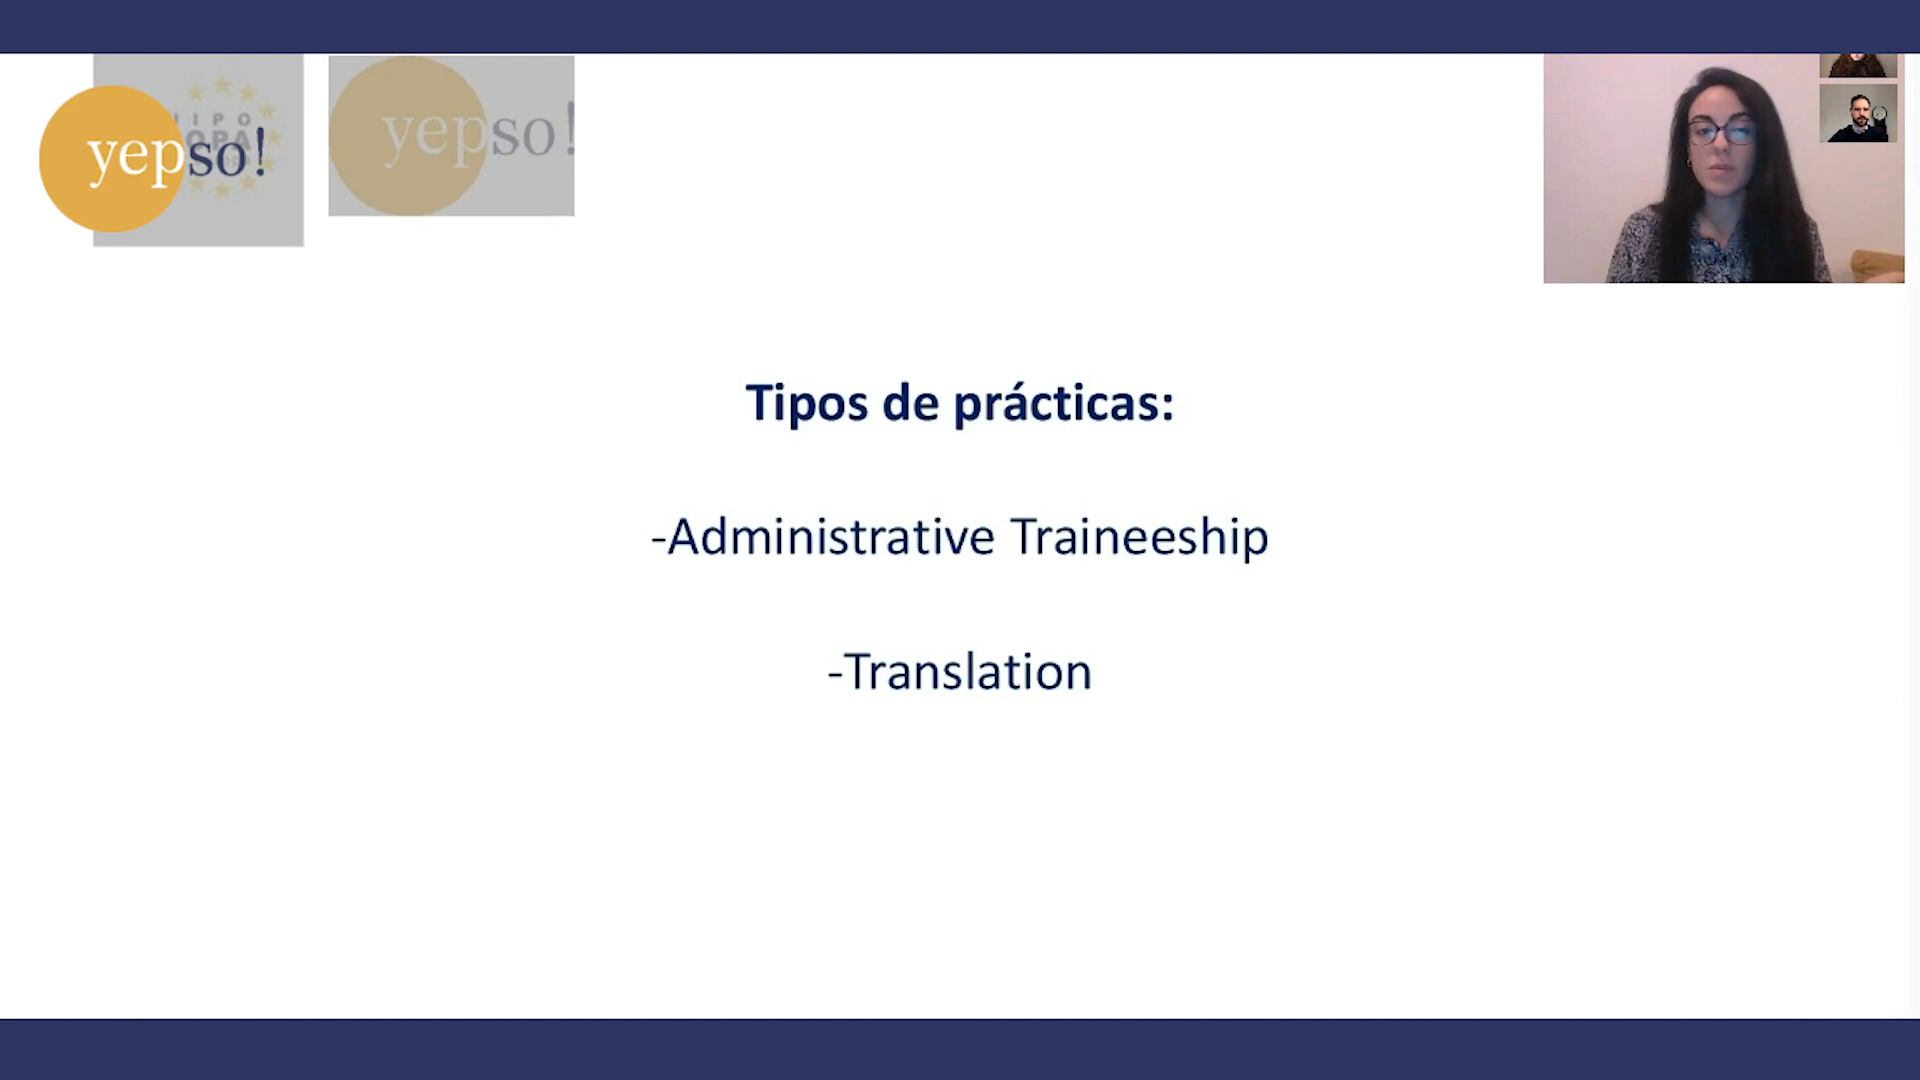 yepso!
yepso!
Tipos de prácticas:
-Administrative Traineeship
-Translation